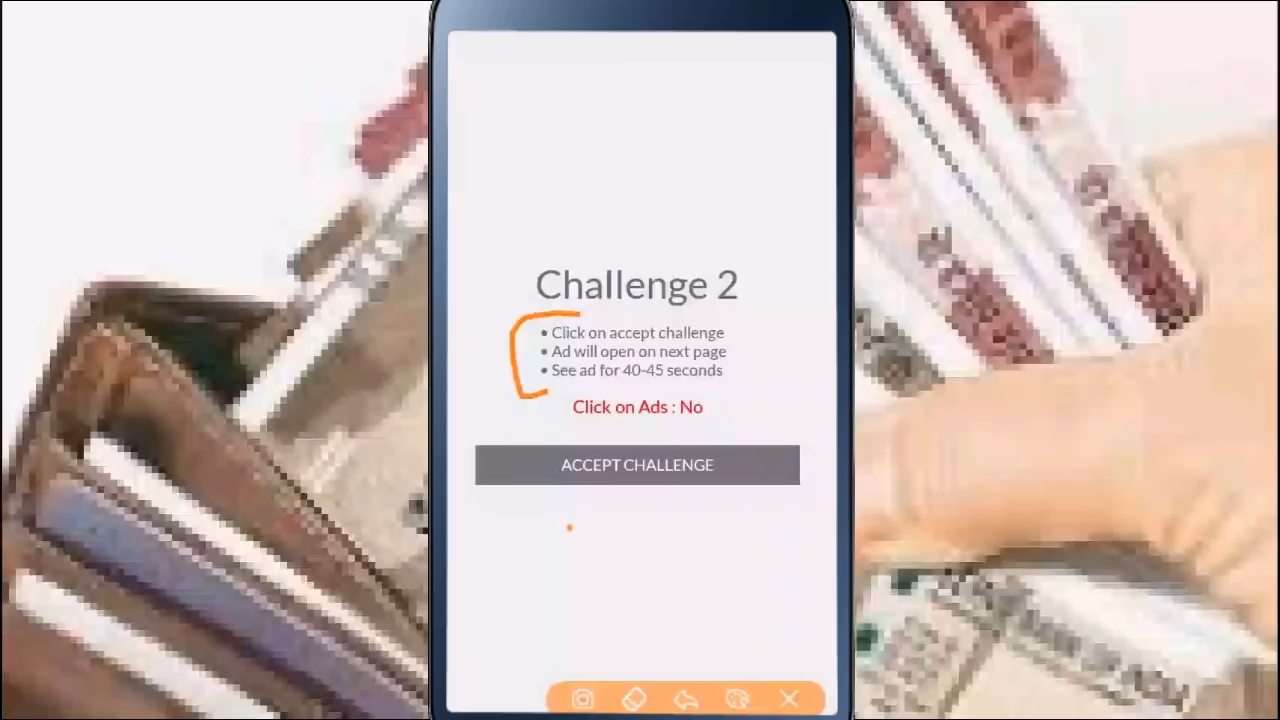 Challenge 2
• Click on accept challenge
• Ad will open on next page
• See ad for 40-45 seconds
Click on Ads : No
ACCEPT CHALLENGE